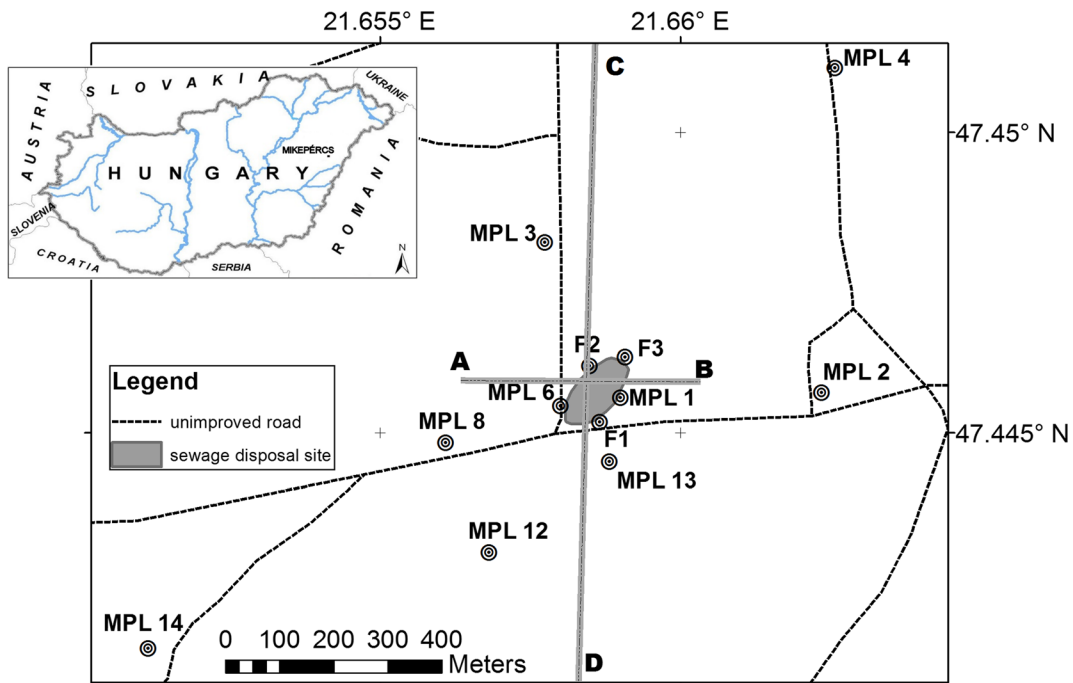 21.655° E
21.66° E
C
MPL 4
SLOVAKIA
UKRAINE
AUSTRIA
47.45° N
MIKEPÉRCS
HUNGARY
ROMANIA
SLOVENIA
MPL 3
CROATIA
SERBIA
N
F2
F3
A
B
Legend
MPL 2
MPL 6
MPL 1
unimproved road
MPL 8
F1
47.445° N
sewage disposal site
MPL 13
MPL 12
MPL 14
0 100 200 300 400
Meters
D